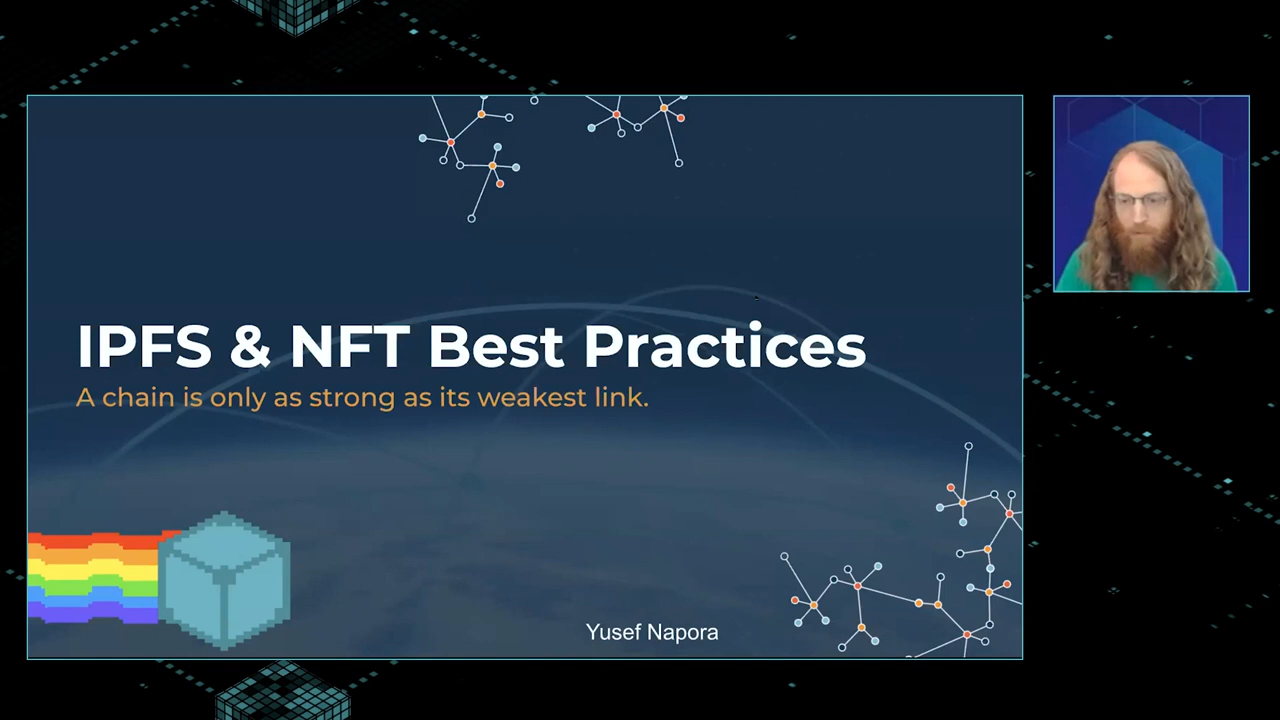 IPFS & NFT Best Practices
A chain is only as strong as its weakest link.
Yusef Napora